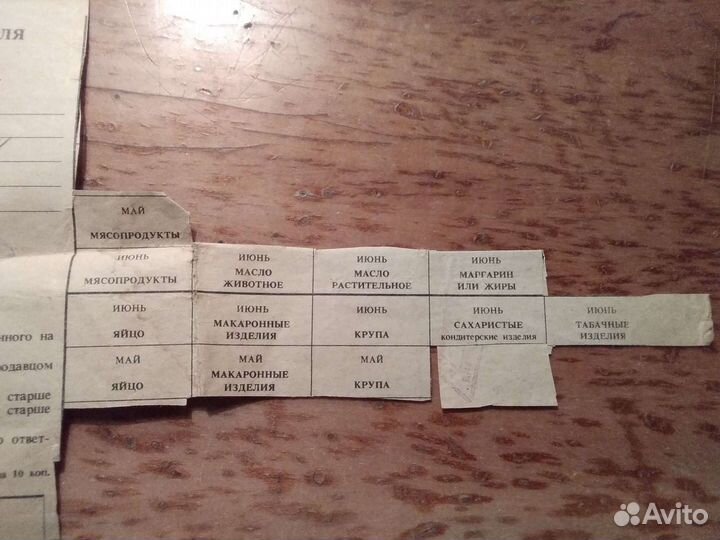 ЛЯ
МАЙ
МЯСОПРОДУКТЫ
ИЮНЬ
МЯСОПРОДУКТЫ
ИЮНЬ
МАСЛО
ЖИВОТНОЕ
ИЮНЬ
МАСЛО
РАСТИТЕЛЬНОЕ
ИЮНЬ
МАРГАРИН
ИЛИ ЖИРЫ
ИЮНЬ
ЯЙЦО
ИЮНЬ
МАКАРОННЫЕ
ИЗДЕЛИЯ
ИЮНЬ
КРУПА
ИЮНЬ
САХАРИСТЫЕ
кондитерские изделия
ИЮНЬ
ТАБАЧНЫЕ
ИЗДЕЛИЯ
МАЙ
ЯЙЦО
МАЙ
МАКАРОННЫЕ
ИЗДЕЛИЯ
МАЙ
КРУПА
нного на
одавцом
старше
старше
о ответ-
а 10 коп.
Avito